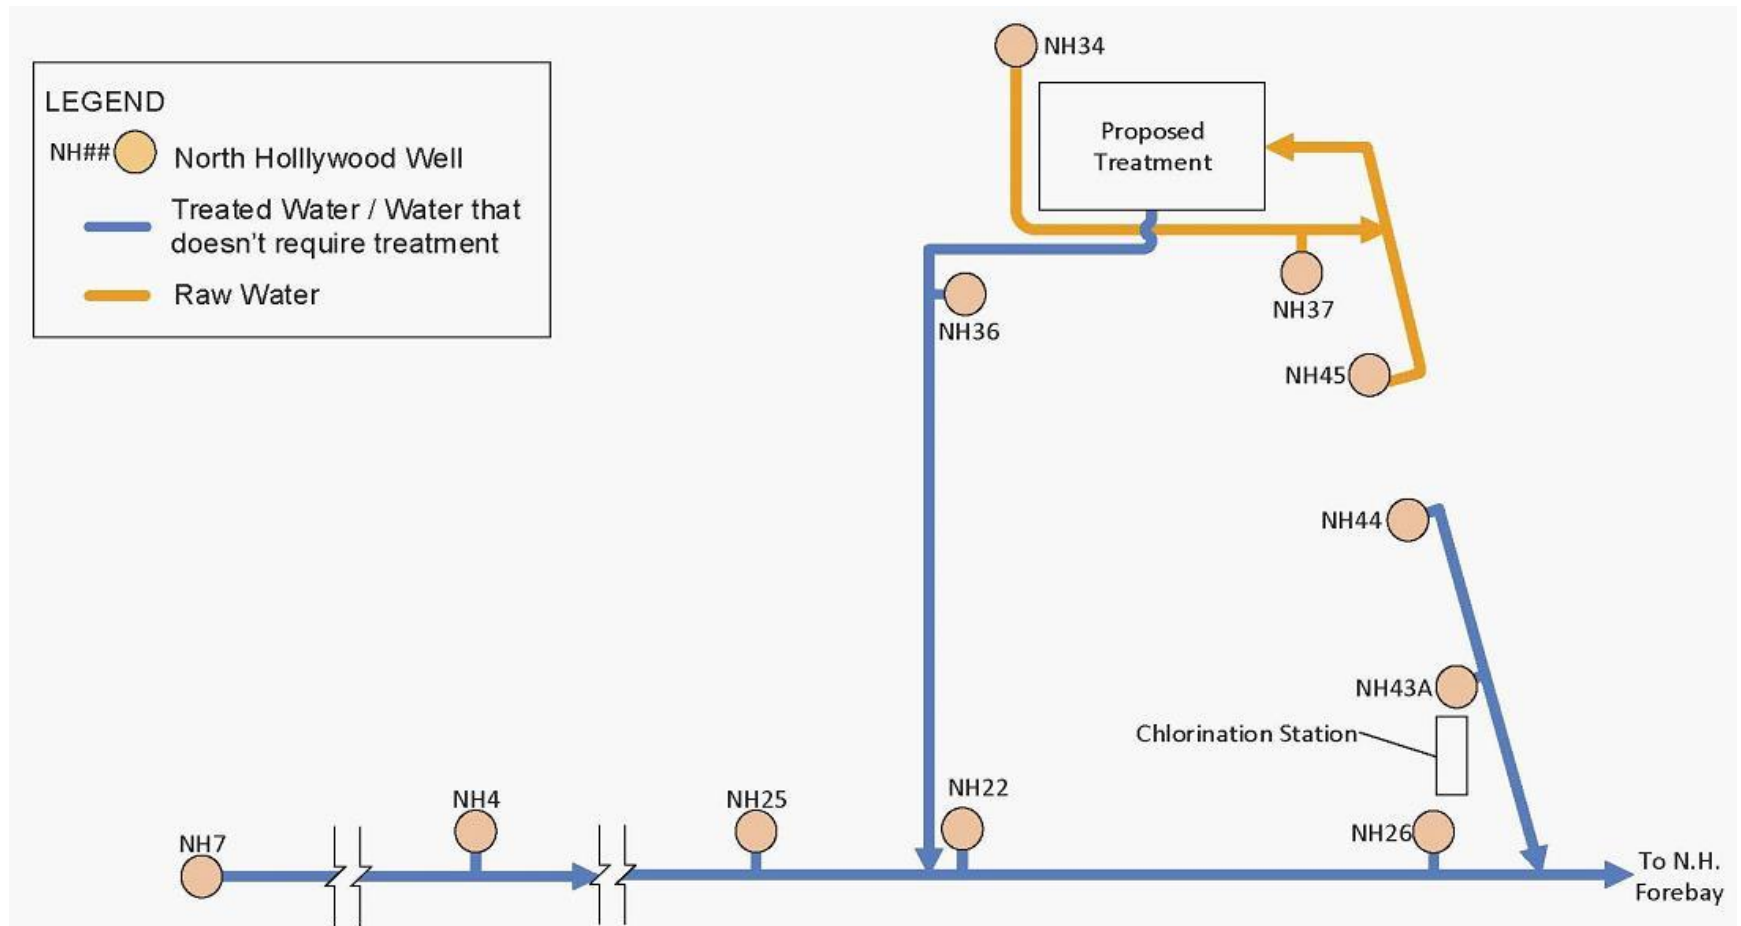 LEGEND
NH##
North Holllywood Well
Treated Water / Water that
doesn't require treatment
Raw Water
NH34
Proposed
Treatment
NH36
NH37
NH45
NH44
NH43A
Chlorination Station
NH7
NH4
NH25
NH22
NH26
To N.H.
Forebay